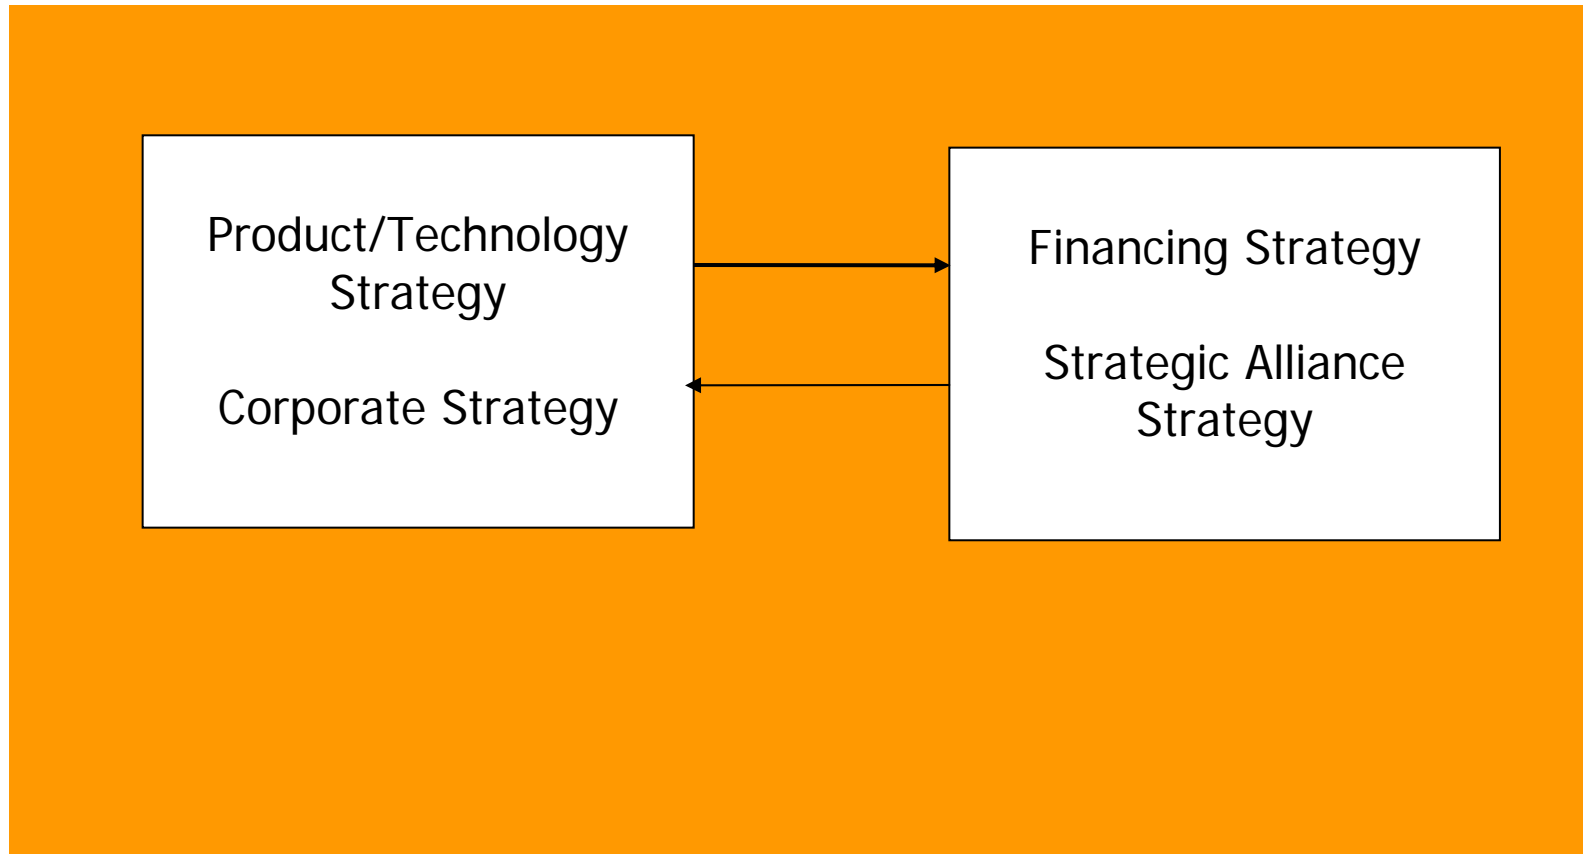 Product/Technology
Strategy
Corporate Strategy
Financing Strategy
Strategic Alliance
Strategy